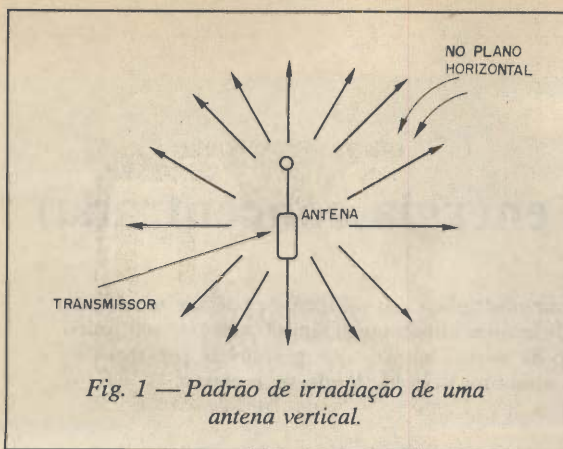 NO PLANO
HORIZONTAL
ANTENA
TRANSMISSOR
Fig. 1 — Padrão de irradiação de uma
antena vertical.